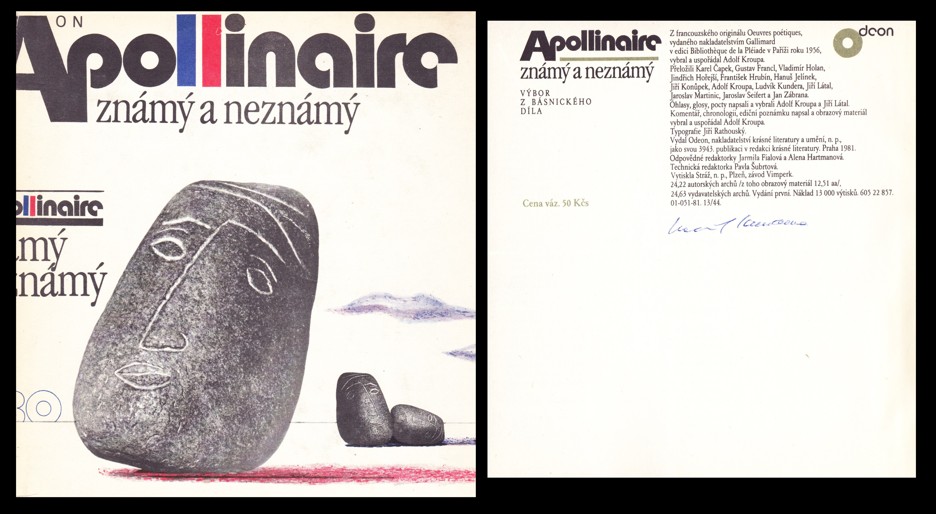 ON
Apollinaire
známý a neznámý
ollinaire
mý
známý
Apollinaire
známý a neznámý
VÝBOR
Z BÁSNICKÉHO
DÍLA
Cena váz. 50 Kčs
odeon
Z francouzského originálu Oeuvres poétiques,
vydaného nakladatelstvím Gallimard
v edici Bibliothèque de la Pléiade v Paříži roku 1956,
vybral a uspořádal Adolf Kroupa.
Přeložili Karel Čapek, Gustav Francl, Vladimír Holan,
Jindřich Hořejší, František Hrubín, Hanuš Jelínek,
Jiří Konůpek, Adolf Kroupa, Ludvík Kundera, Jiří Látal,
Jaroslav Martinic, Jaroslav Seifert a Jan Zábrana.
Ohlasy, glosy, pocty napsali a vybrali Adolf Kroupa a Jiří Látal.
Komentář, chronologii, ediční poznámku napsal a obrazový materiál
vybral a uspořádal Adolf Kroupa.
Typografie Jiří Rathouský.
Vydal Odeon, nakladatelství krásné literatury a umění, n. p.,
jako svou 3943. publikaci v redakci krásné literatury. Praha 1981.
Odpovědné redaktorky Jarmila Fialová a Alena Hartmanová.
Technická redaktorka Pavla Šubrtová.
Vytiskla Stráž, n. p., Plzeň, závod Vimperk.
24,22 autorských archů /z toho obrazový materiál 12,51 aa/,
24,63 vydavatelských archů. Vydání první. Náklad 13 000 výtisků. 605 22 857.
01-051-81. 13/44.